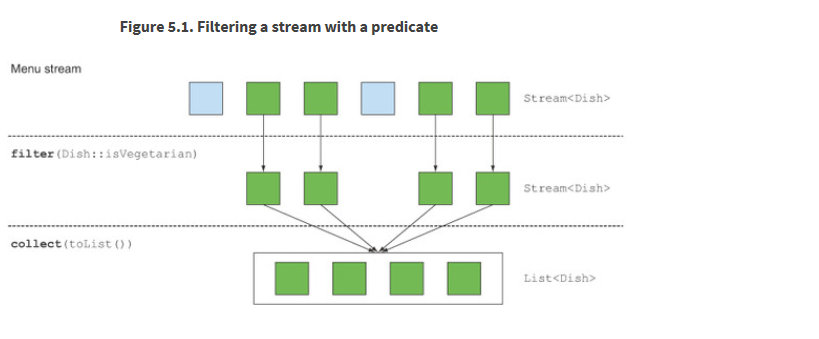 Figure 5.1. Filtering a stream with a predicate
Menu stream
Stream<Dish>
filter(Dish::isVegetarian)
Stream<Dish>
collect(toList())
List<Dish>